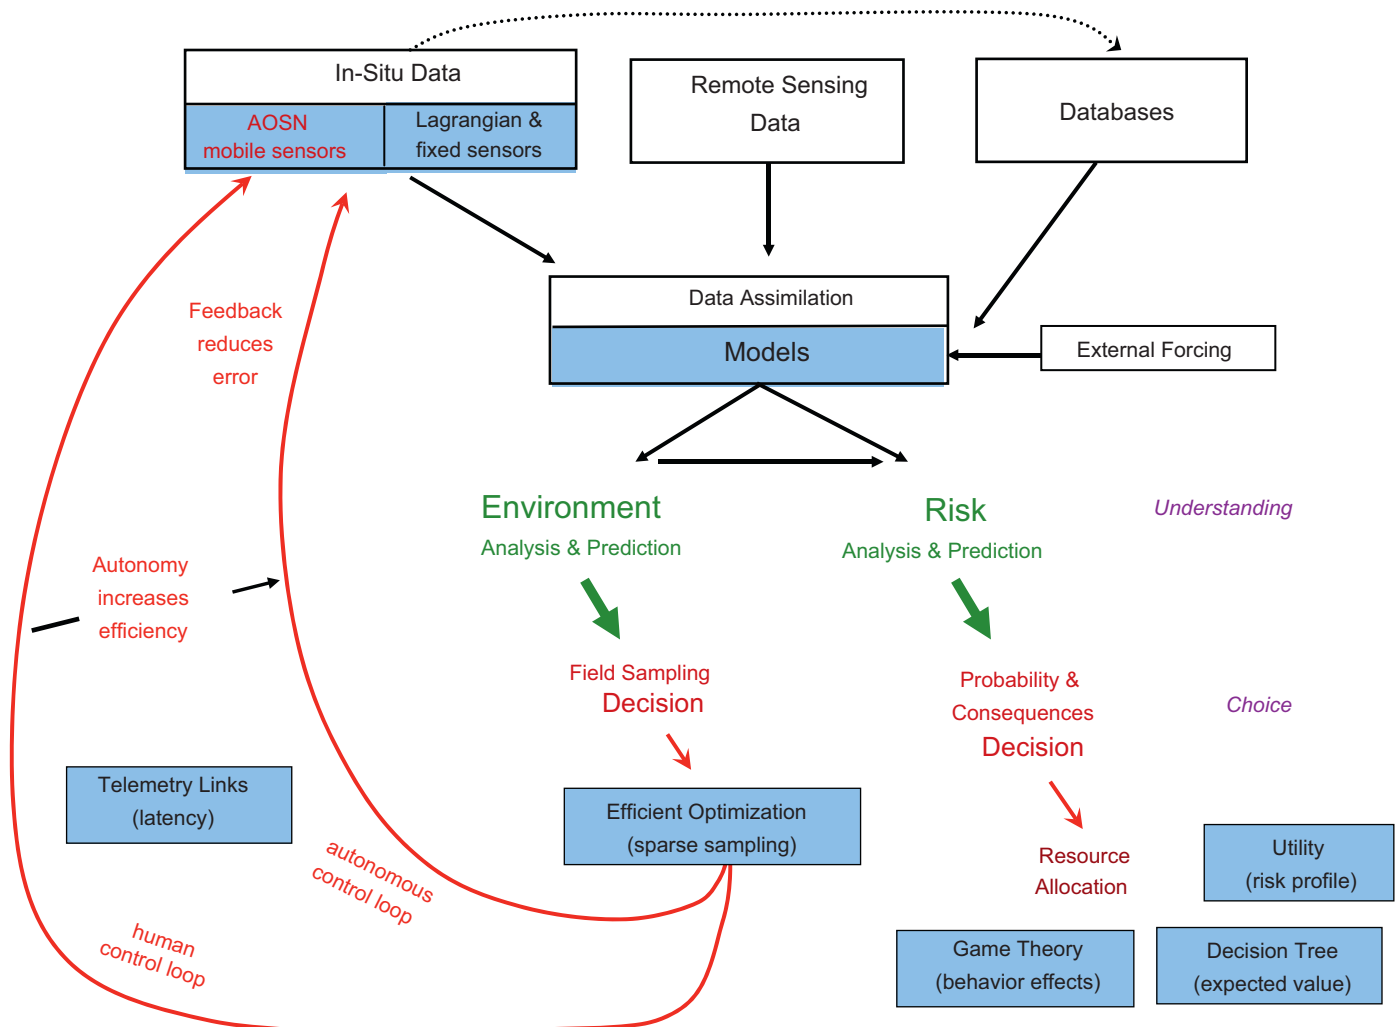 In-Situ Data
AOSN
mobile sensors
Lagrangian &
fixed sensors
Remote Sensing
Data
Databases
Data Assimilation
Models
External Forcing
Feedback
reduces
error
Environment
Analysis & Prediction
Risk
Analysis & Prediction
Understanding
Autonomy
increases
efficiency
Field Sampling
Decision
Probability &
Consequences
Decision
Choice
Telemetry Links
(latency)
Efficient Optimization
(sparse sampling)
autonomous
control loop
human
control loop
Resource
Allocation
Utility
(risk profile)
Game Theory
(behavior effects)
Decision Tree
(expected value)